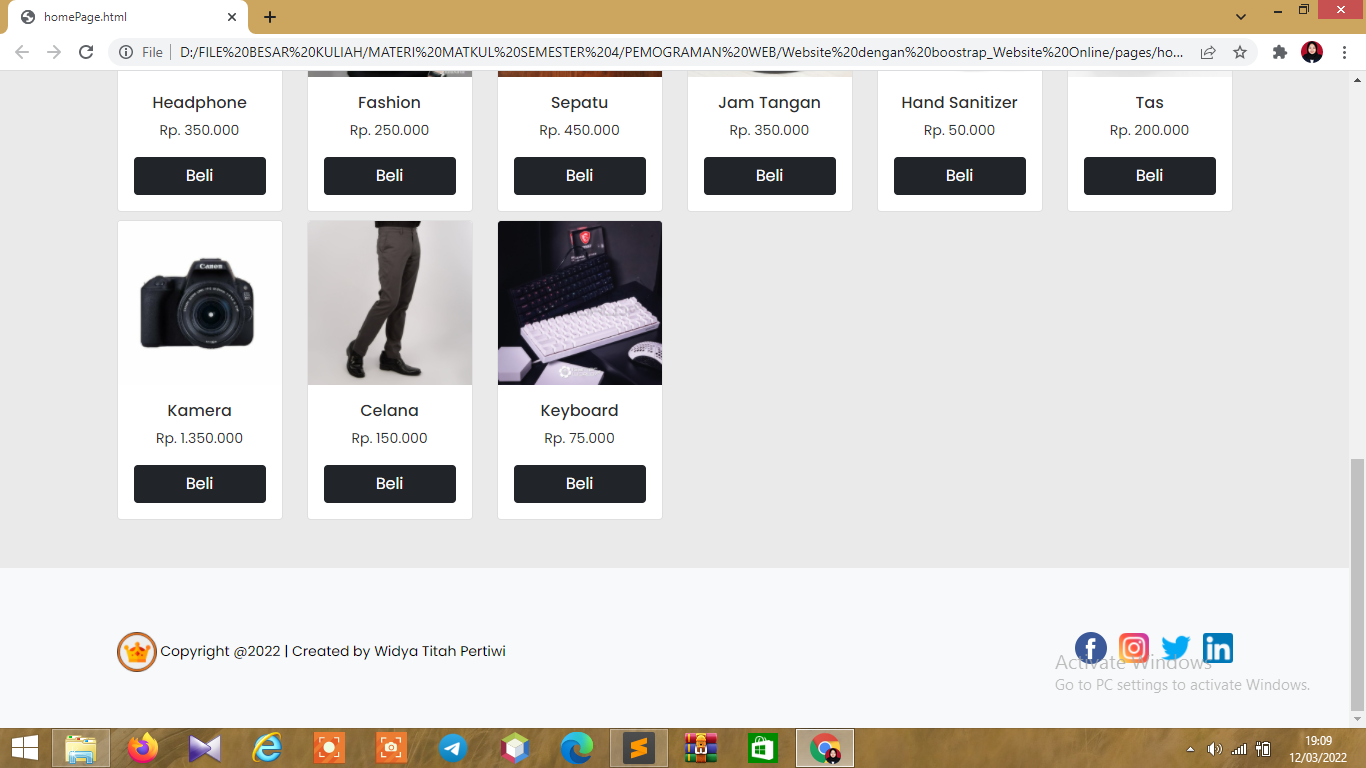 homePage.html
File
D:/FILE%20BESAR%20KULIAH/MATERI%20MATKUL%20SEMESTER%204/PEMOGRAMAN%20WEB/Website%20dengan%20boostrap_Website%20Online/pages/ho...
Headphone Fashion Sepatu Jam Tangan Hand Sanitizer Tas
Rp. 350.000 Rp. 250.000 Rp. 450.000 Rp. 350.000 Rp. 50.000 Rp. 200.000
Beli Beli Beli Beli Beli Beli
Canon
Kamera Celana Keyboard
Rp. 1.350.000 Rp. 150.000 Rp. 75.000
Beli Beli Beli
Copyright @2022 | Created by Widya Titah Pertiwi
Activate Windows
Go to PC settings to activate Windows.
19:09
12/03/2022